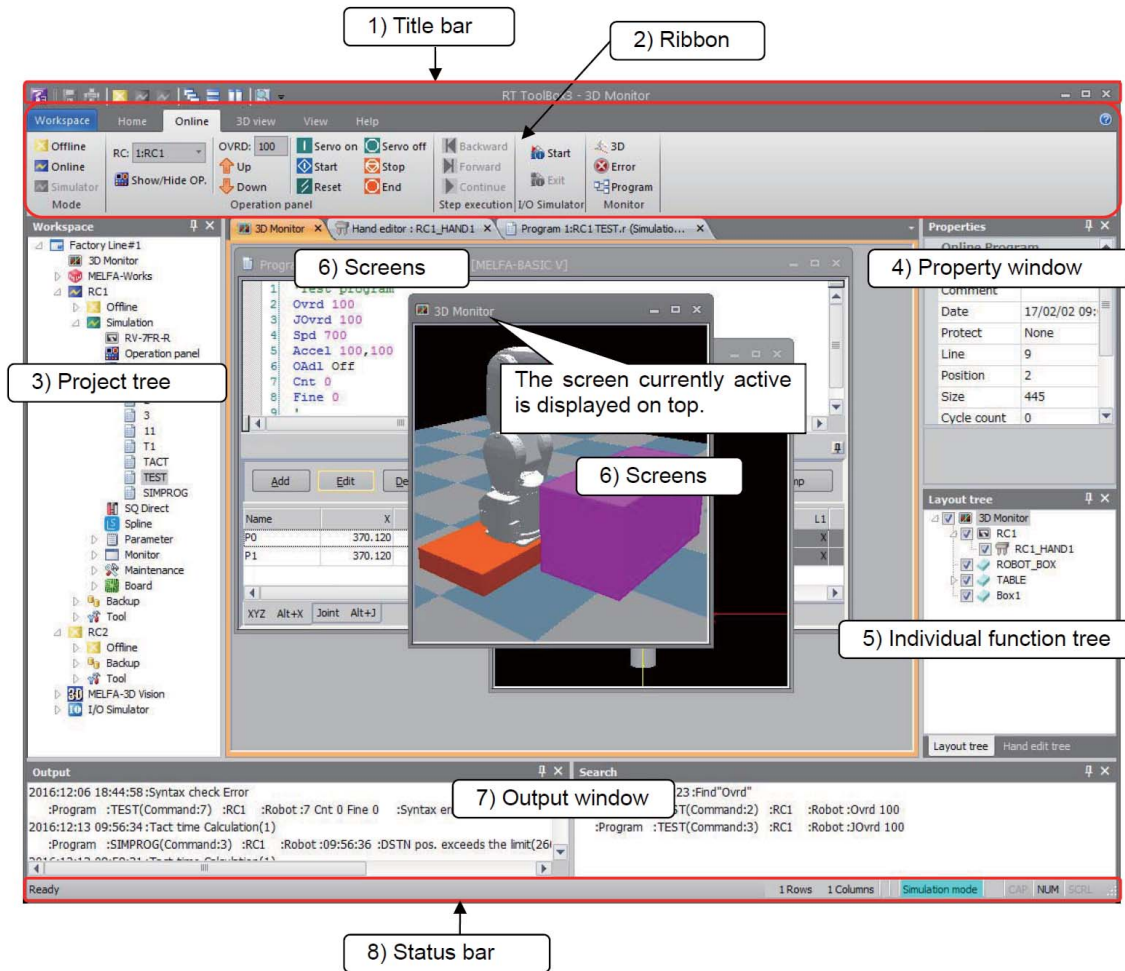 1) Title bar
2) Ribbon
RT ToolBox3 - 3D Monitor
Workspace Home Online 3D view View Help
Offline
Online
Simulator
Mode
RC: 1:RC1
Show/Hide OP.
OVRD: 100
Up
Down
Servo on Servo off
Start Stop
Reset End
Operation panel
Backward
Forward
Continue
Step execution
Start
Exit
I/O Simulator
3D
Error
Program
Monitor
Workspace
Factory Line#1
3D Monitor
MELFA-Works
RC1
Offline
Simulation
RV-7FR-R
Operation panel
3) Project tree
3
11
T1
TACT
TEST
SIMPROG
SQ Direct
Spline
Parameter
Monitor
Maintenance
Board
Backup
Tool
RC2
Offline
Backup
Tool
MELFA-3D Vision
I/O Simulator
3D Monitor
Hand editor : RC1_HAND1
Program 1:RC1 TEST.r (Simulatio...
6) Screens
[MELFA-BASIC V]
1 'Test program
2 Ovrd 100
3 JOvrd 100
4 Spd 700
5 Accel 100,100
6 OAdl Off
7 Cnt 0
8 Fine 0
9 '
Add Edit
Name X L1
P0 370.120 X
P1 370.120 X
XYZ Alt+X Joint Alt+J
3D Monitor
The screen currently active
is displayed on top.
6) Screens
Properties
Online Program
4) Property window
Comment
Date 17/02/02 09:
Protect None
Line 9
Position 2
Size 445
Cycle count 0
Layout tree
3D Monitor
RC1
RC1_HAND1
ROBOT_BOX
TABLE
Box1
5) Individual function tree
Layout tree Hand edit tree
Output
2016:12:06 18:44:58 :Syntax check Error
:Program :TEST(Command:7) :RC1 :Robot :7 Cnt 0 Fine 0
2016:12:13 09:56:34 :Tact time Calculation(1)
:Program :SIMPROG(Command:3) :RC1 :Robot :09:56:36 :DSTN pos. exceeds the limit(26
7) Output window
Search
:Find"Ovrd"
:RC1 :Robot :Ovrd 100
:Program :TEST(Command:3) :RC1 :Robot :JOvrd 100
Ready
1 Rows 1 Columns Simulation mode CAP NUM SCRL
8) Status bar